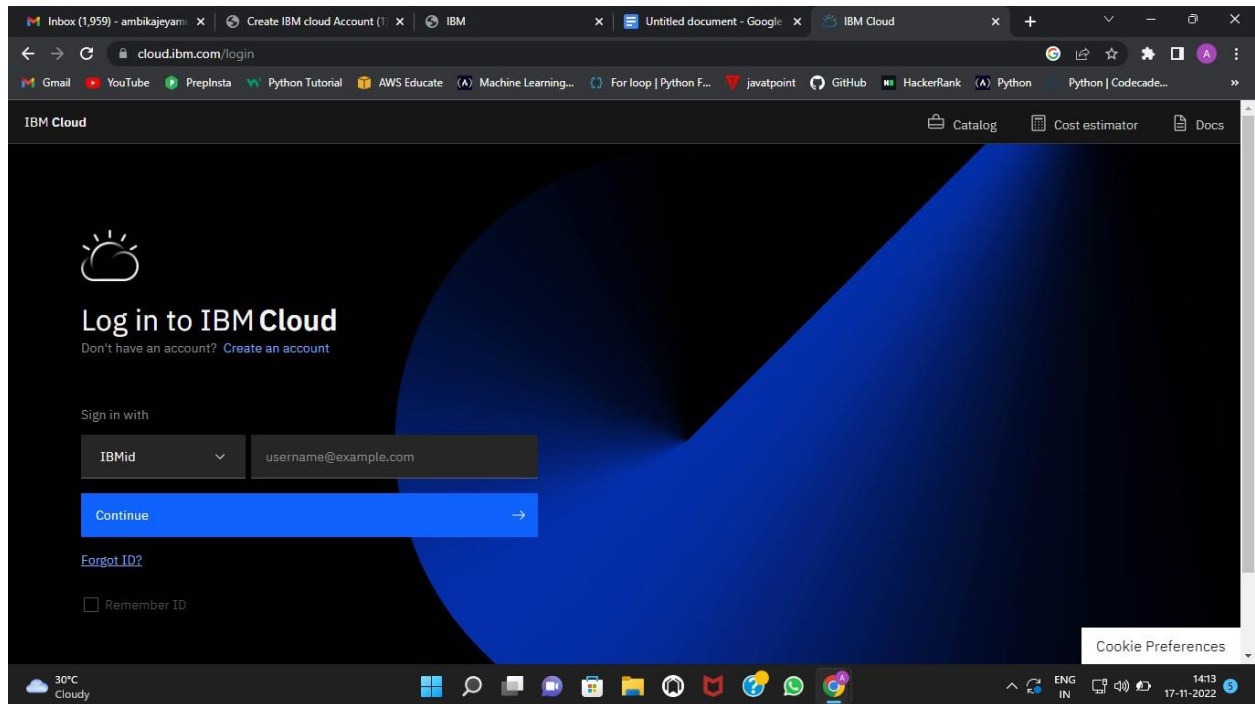 Inbox (1,959) - ambikajeyam
Create IBM cloud Account (1)
IBM
Untitled document - Google
IBM Cloud
cloud.ibm.com/login
A
Gmail
YouTube
PrepInsta
Python Tutorial
AWS Educate
Machine Learning...
For loop | Python F...
javatpoint
GitHub
HackerRank
Python
Python | Codecade...
»
IBM Cloud
Catalog
Cost estimator
Docs
Log in to IBM Cloud
Don't have an account? Create an account
Sign in with
IBMid
username@example.com
Continue
Forgot ID?
Remember ID
Cookie Preferences
30°C
Cloudy
ENG
IN
14:13
17-11-2022
5